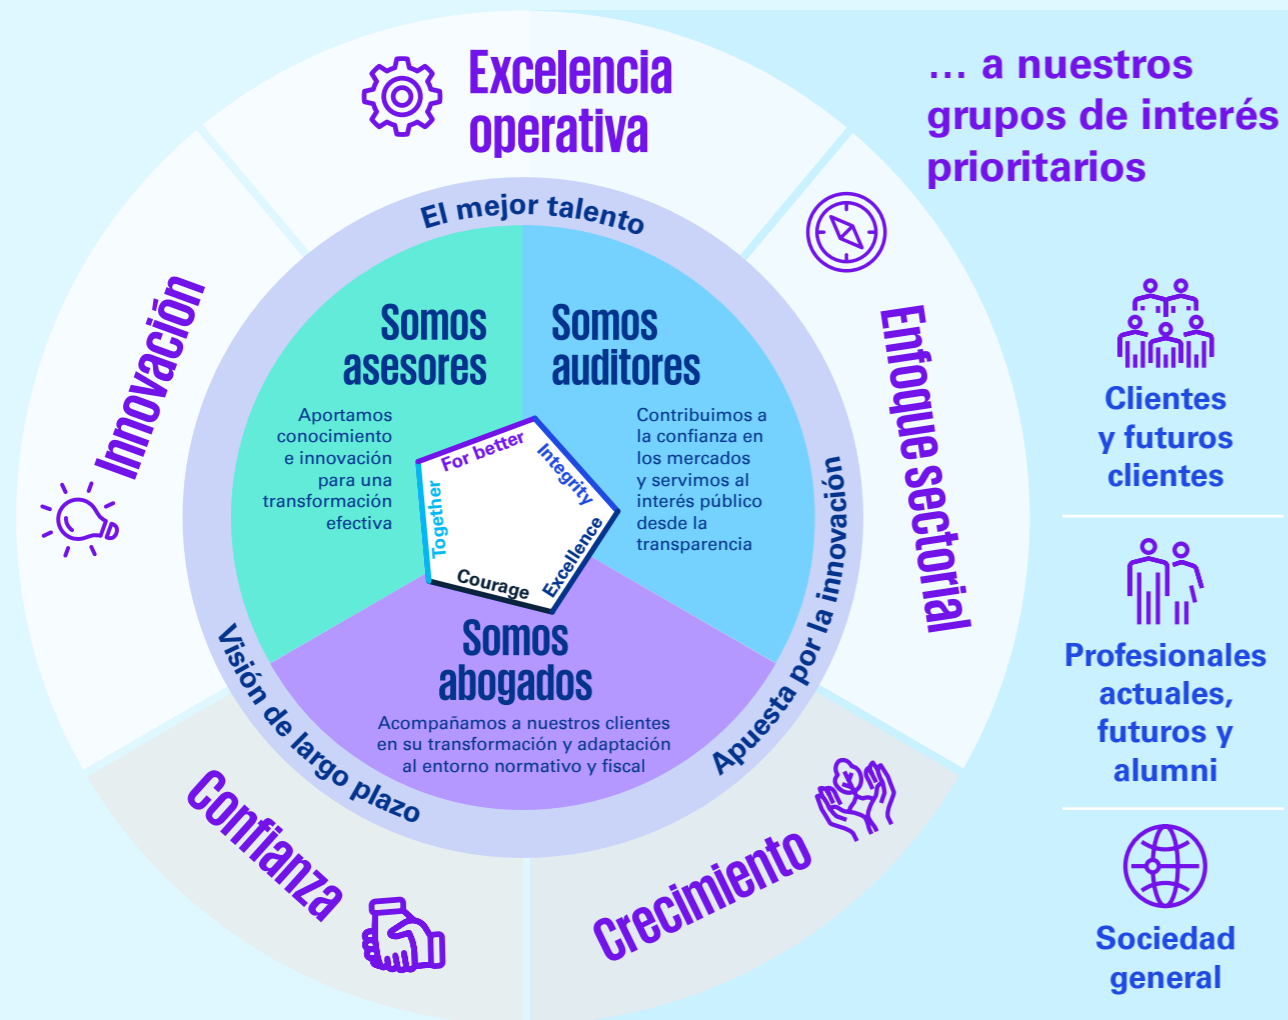 Excelencia
operativa
… a nuestros
grupos de interés
prioritarios
El mejor talento
Innovación
Enfoque sectorial
Somos
asesores
Aportamos
conocimiento
e innovación
para una
transformación
efectiva
Somos
auditores
Contribuimos a
la confianza en
los mercados
y servimos al
interés público
desde la
transparencia
For better
Integrity
Together
Excellence
Courage
Somos
abogados
Acompañamos a nuestros clientes
en su transformación y adaptación
al entorno normativo y fiscal
Visión de largo plazo
Apuesta por la innovación
Confianza
Crecimiento
Clientes
y futuros
clientes
Profesionales
actuales,
futuros y
alumni
Sociedad
general